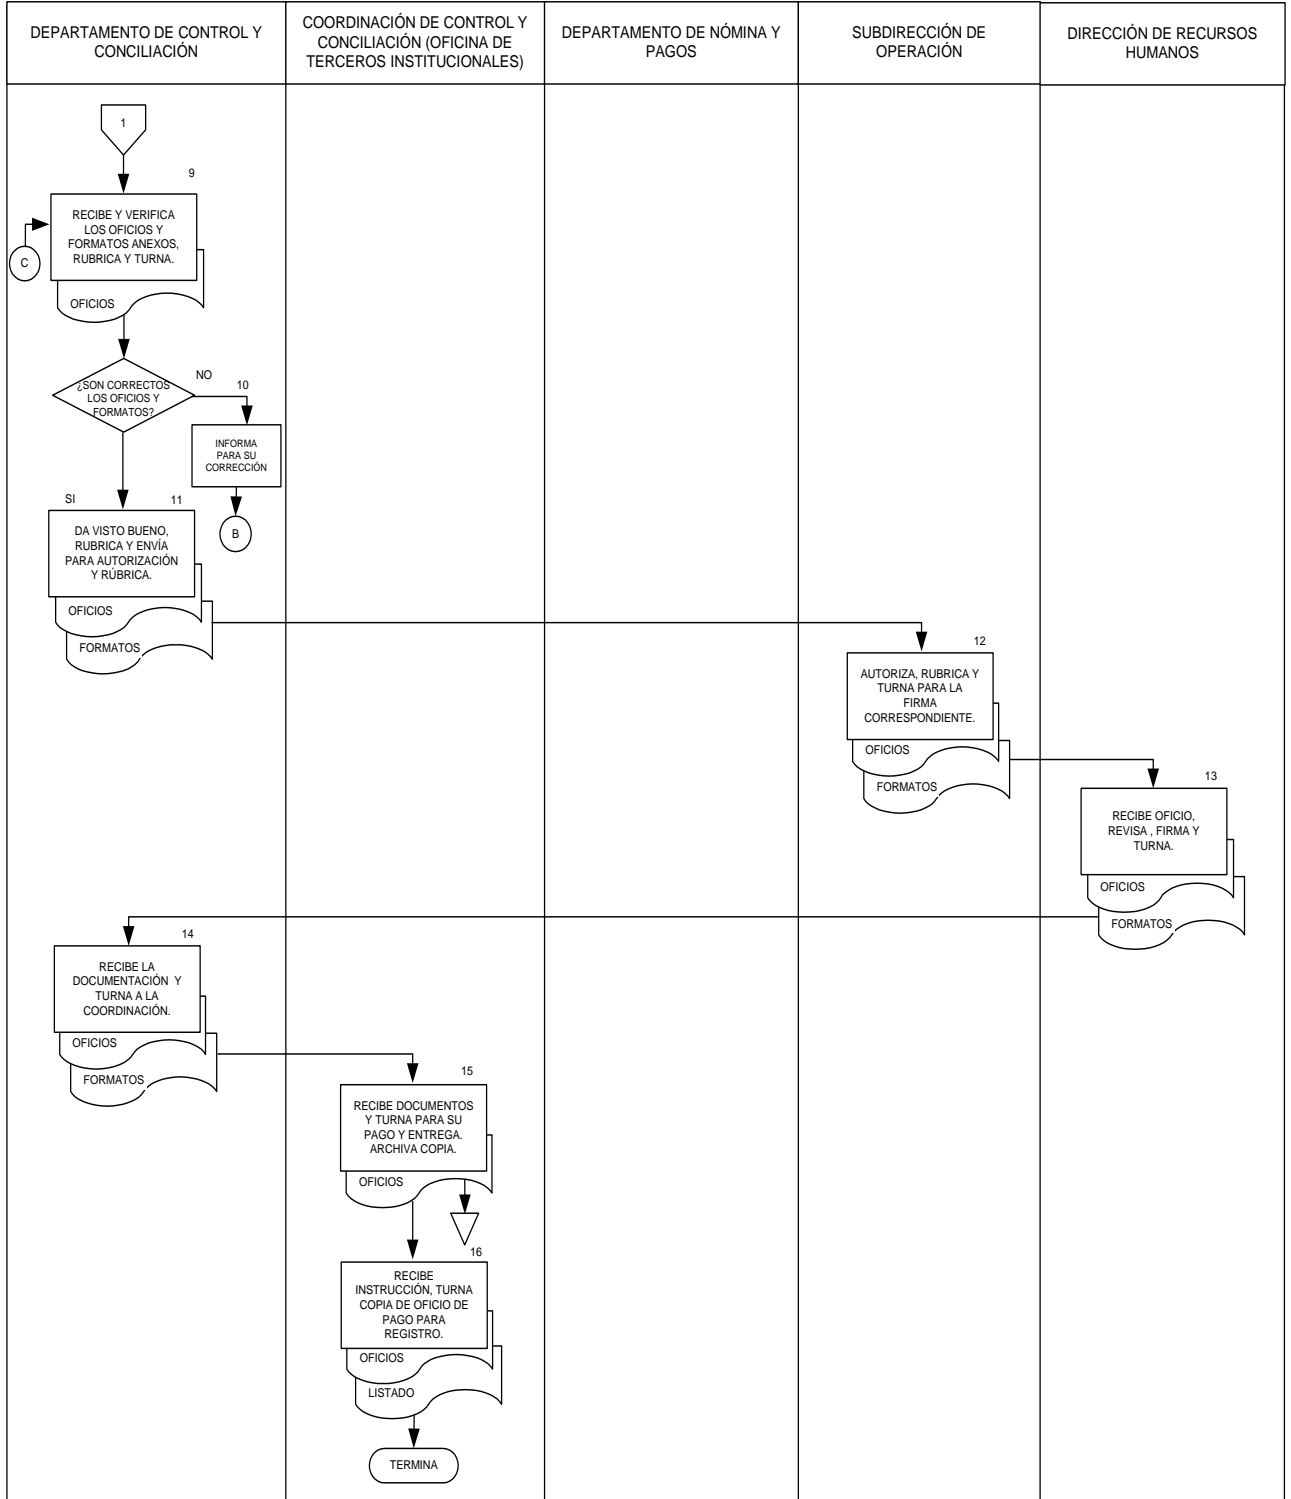 DEPARTAMENTO DE CONTROL Y
CONCILIACIÓN
COORDINACIÓN DE CONTROL Y
CONCILIACIÓN (OFICINA DE
TERCEROS INSTITUCIONALES)
DEPARTAMENTO DE NÓMINA Y
PAGOS
SUBDIRECCIÓN DE
OPERACIÓN
DIRECCIÓN DE RECURSOS
HUMANOS
1
9
RECIBE Y VERIFICA
LOS OFICIOS Y
FORMATOS ANEXOS,
RUBRICA Y TURNA.
C
OFICIOS
¿SON CORRECTOS
LOS OFICIOS Y
FORMATOS?
NO
10
INFORMA
PARA SU
CORRECCIÓN
B
SI
11
DA VISTO BUENO,
RUBRICA Y ENVÍA
PARA AUTORIZACIÓN
Y RÚBRICA.
OFICIOS
FORMATOS
12
AUTORIZA, RUBRICA Y
TURNA PARA LA
FIRMA
CORRESPONDIENTE.
OFICIOS
FORMATOS
13
RECIBE OFICIO,
REVISA , FIRMA Y
TURNA.
OFICIOS
FORMATOS
14
RECIBE LA
DOCUMENTACIÓN Y
TURNA A LA
COORDINACIÓN.
OFICIOS
FORMATOS
15
RECIBE DOCUMENTOS
Y TURNA PARA SU
PAGO Y ENTREGA.
ARCHIVA COPIA.
OFICIOS
16
RECIBE
INSTRUCCIÓN, TURNA
COPIA DE OFICIO DE
PAGO PARA
REGISTRO.
OFICIOS
LISTADO
TERMINA